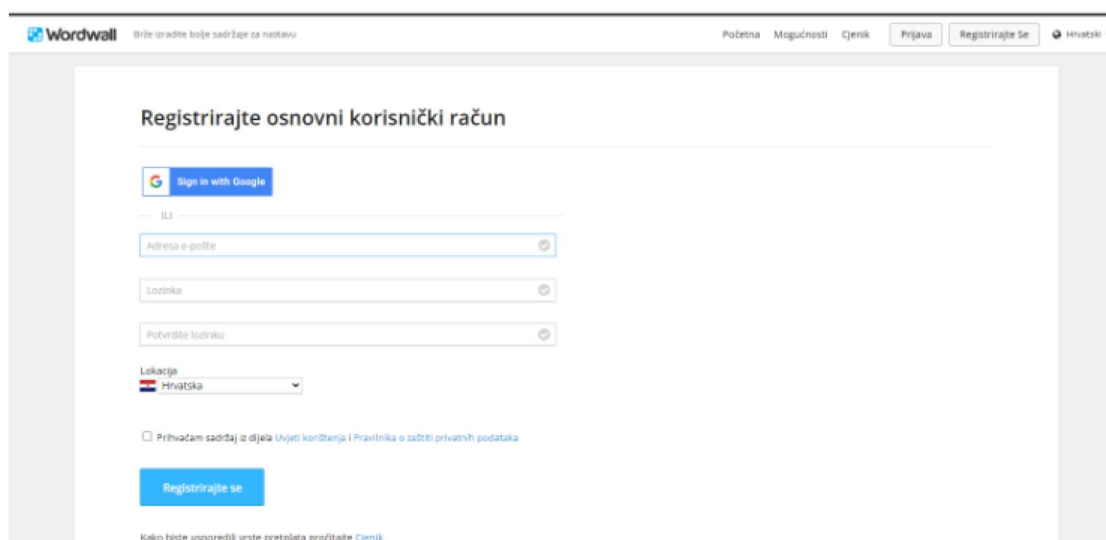 Wordwall Brže izradite bolje sadržaje za nastavu Početna Mogućnosti Cjenik Prijava Registrirajte Se Hrvatski
Registrirajte osnovni korisnički račun
Sign in with Google
ILI
Adresa e-pošte
Lozinka
Potvrdite lozinku
Lokacija
Hrvatska
Prihvaćam sadržaj iz dijela Uvjeti korištenja i Pravilnika o zaštiti privatnih podataka
Registrirajte se
Kako biste usporedili vrste pretplata pročitajte Cjenik